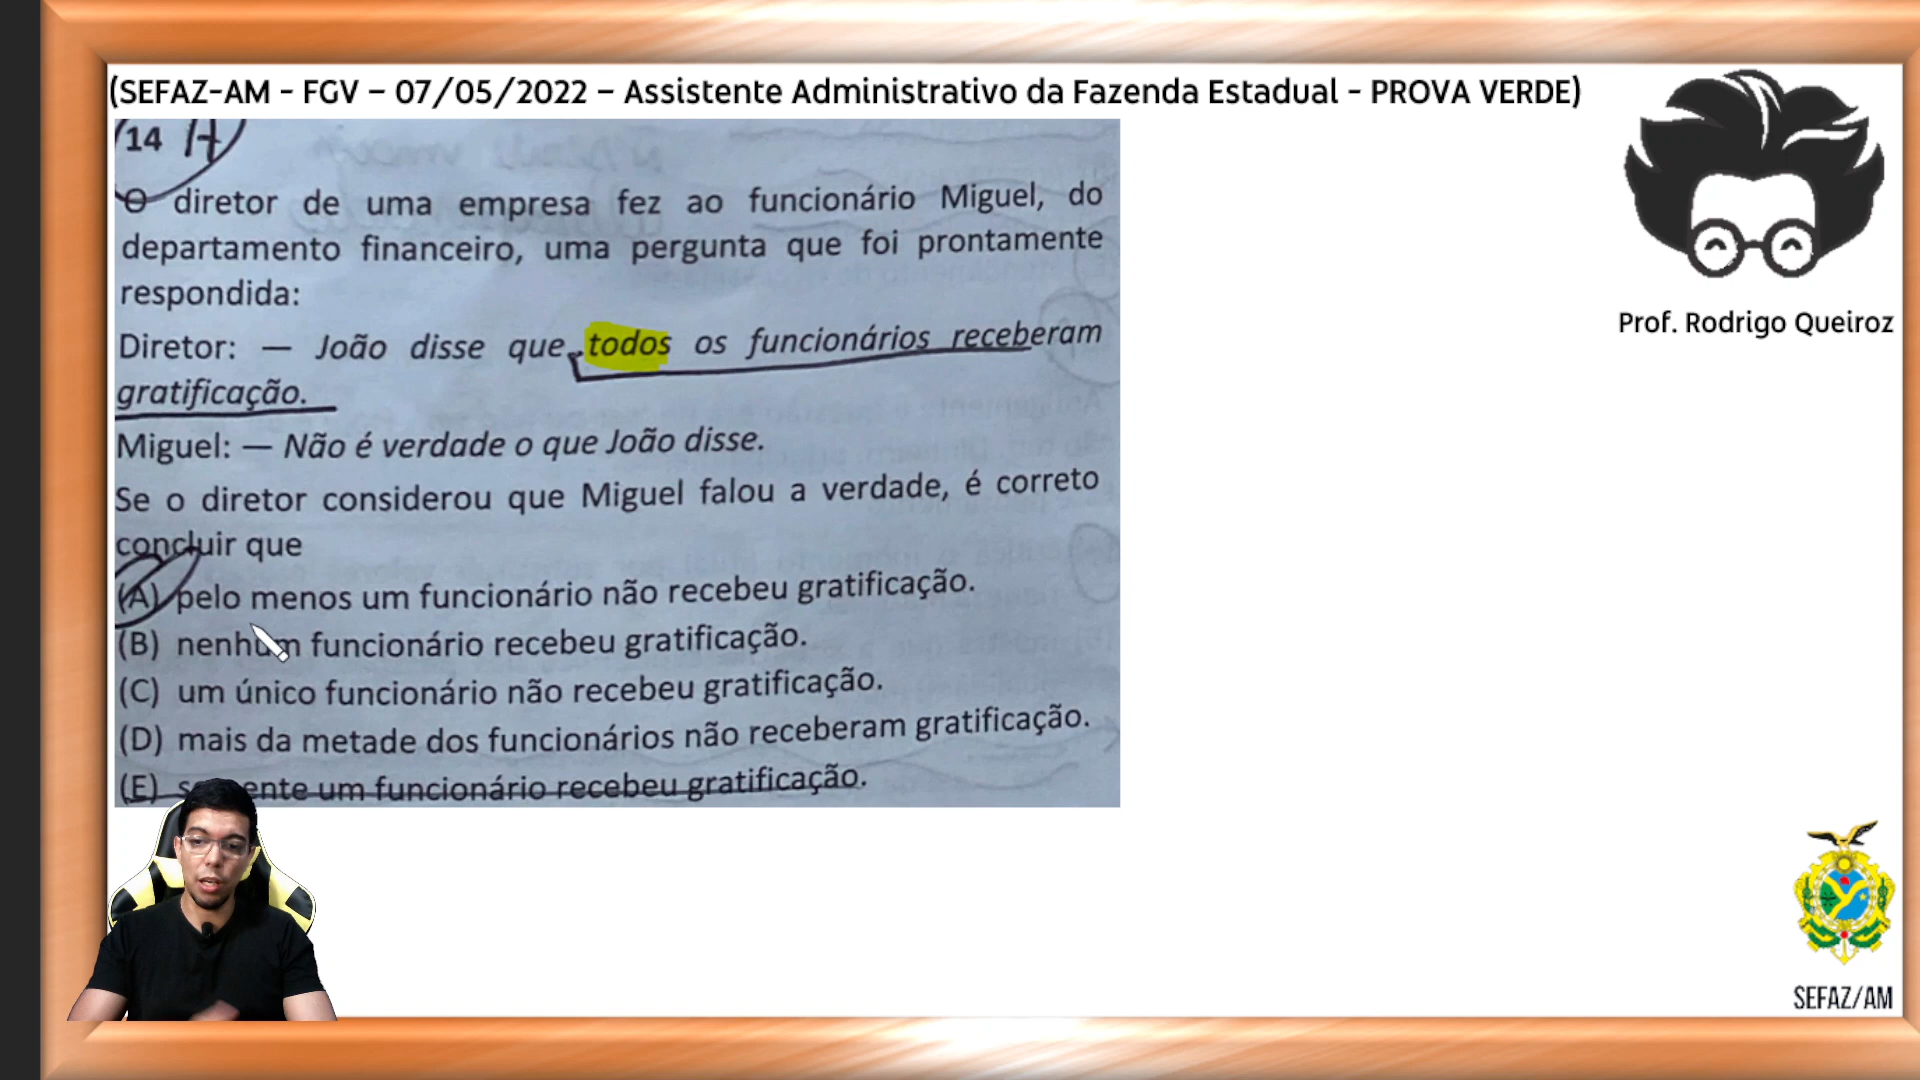 (SEFAZ-AM - FGV – 07/05/2022 – Assistente Administrativo da Fazenda Estadual - PROVA VERDE)
14 17
O diretor de uma empresa fez ao funcionário Miguel, do
departamento financeiro, uma pergunta que foi prontamente
respondida:
Diretor: — João disse que todos os funcionários receberam
gratificação.
Miguel: — Não é verdade o que João disse.
Se o diretor considerou que Miguel falou a verdade, é correto
concluir que
(A) pelo menos um funcionário não recebeu gratificação.
(B) nenhum funcionário recebeu gratificação.
(C) um único funcionário não recebeu gratificação.
(D) mais da metade dos funcionários não receberam gratificação.
(E) somente um funcionário recebeu gratificação.
Prof. Rodrigo Queiroz
SEFAZ/AM